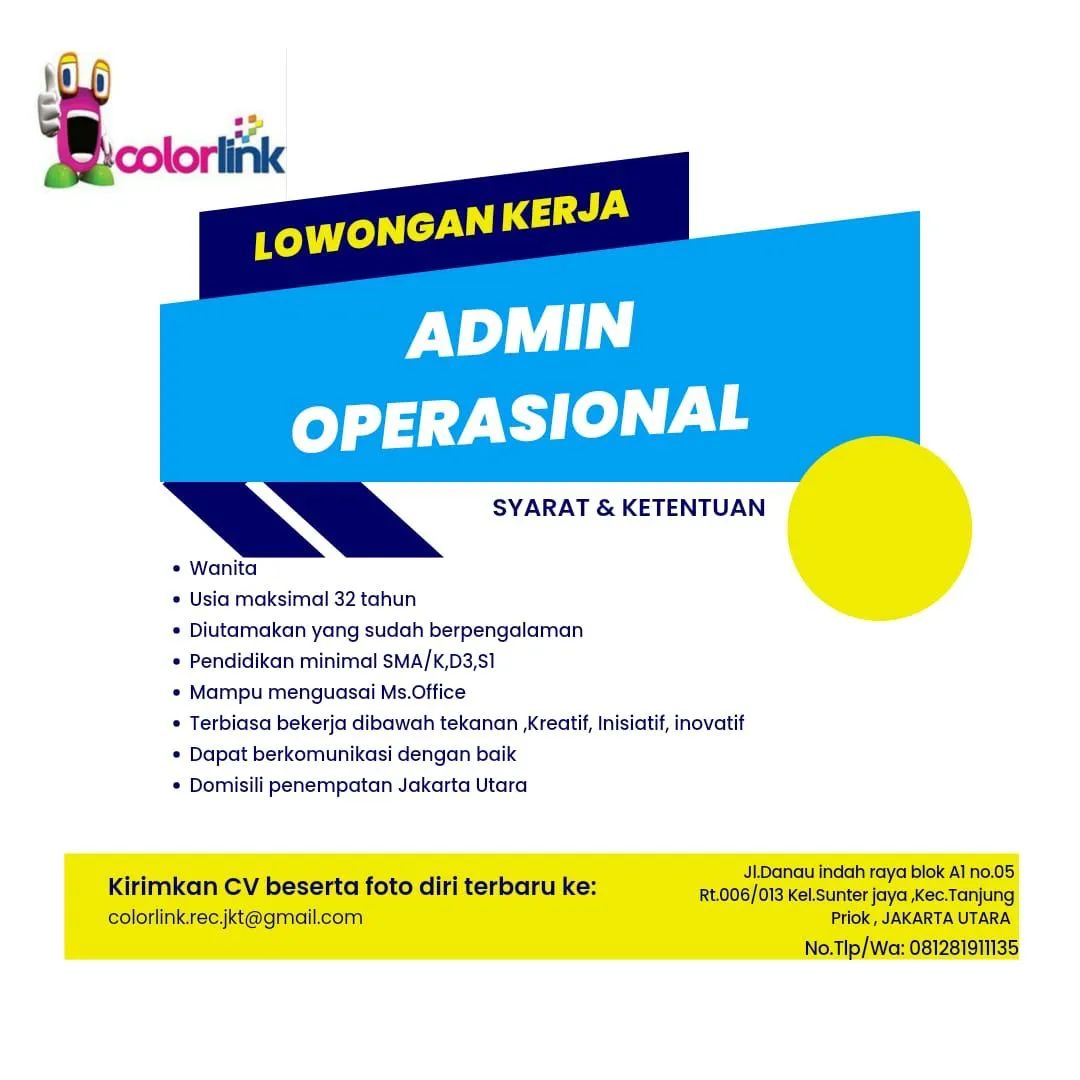 colorlink
LOWONGAN KERJA
ADMIN
OPERASIONAL
SYARAT & KETENTUAN
• Wanita
• Usia maksimal 32 tahun
• Diutamakan yang sudah berpengalaman
• Pendidikan minimal SMA/K,D3,S1
• Mampu menguasai Ms.Office
• Terbiasa bekerja dibawah tekanan ,Kreatif, Inisiatif, inovatif
• Dapat berkomunikasi dengan baik
• Domisili penempatan Jakarta Utara
Kirimkan CV beserta foto diri terbaru ke:
colorlink.rec.jkt@gmail.com
Jl.Danau indah raya blok A1 no.05
Rt.006/013 Kel.Sunter jaya ,Kec.Tanjung
Priok , JAKARTA UTARA
No.Tlp/Wa: 081281911135